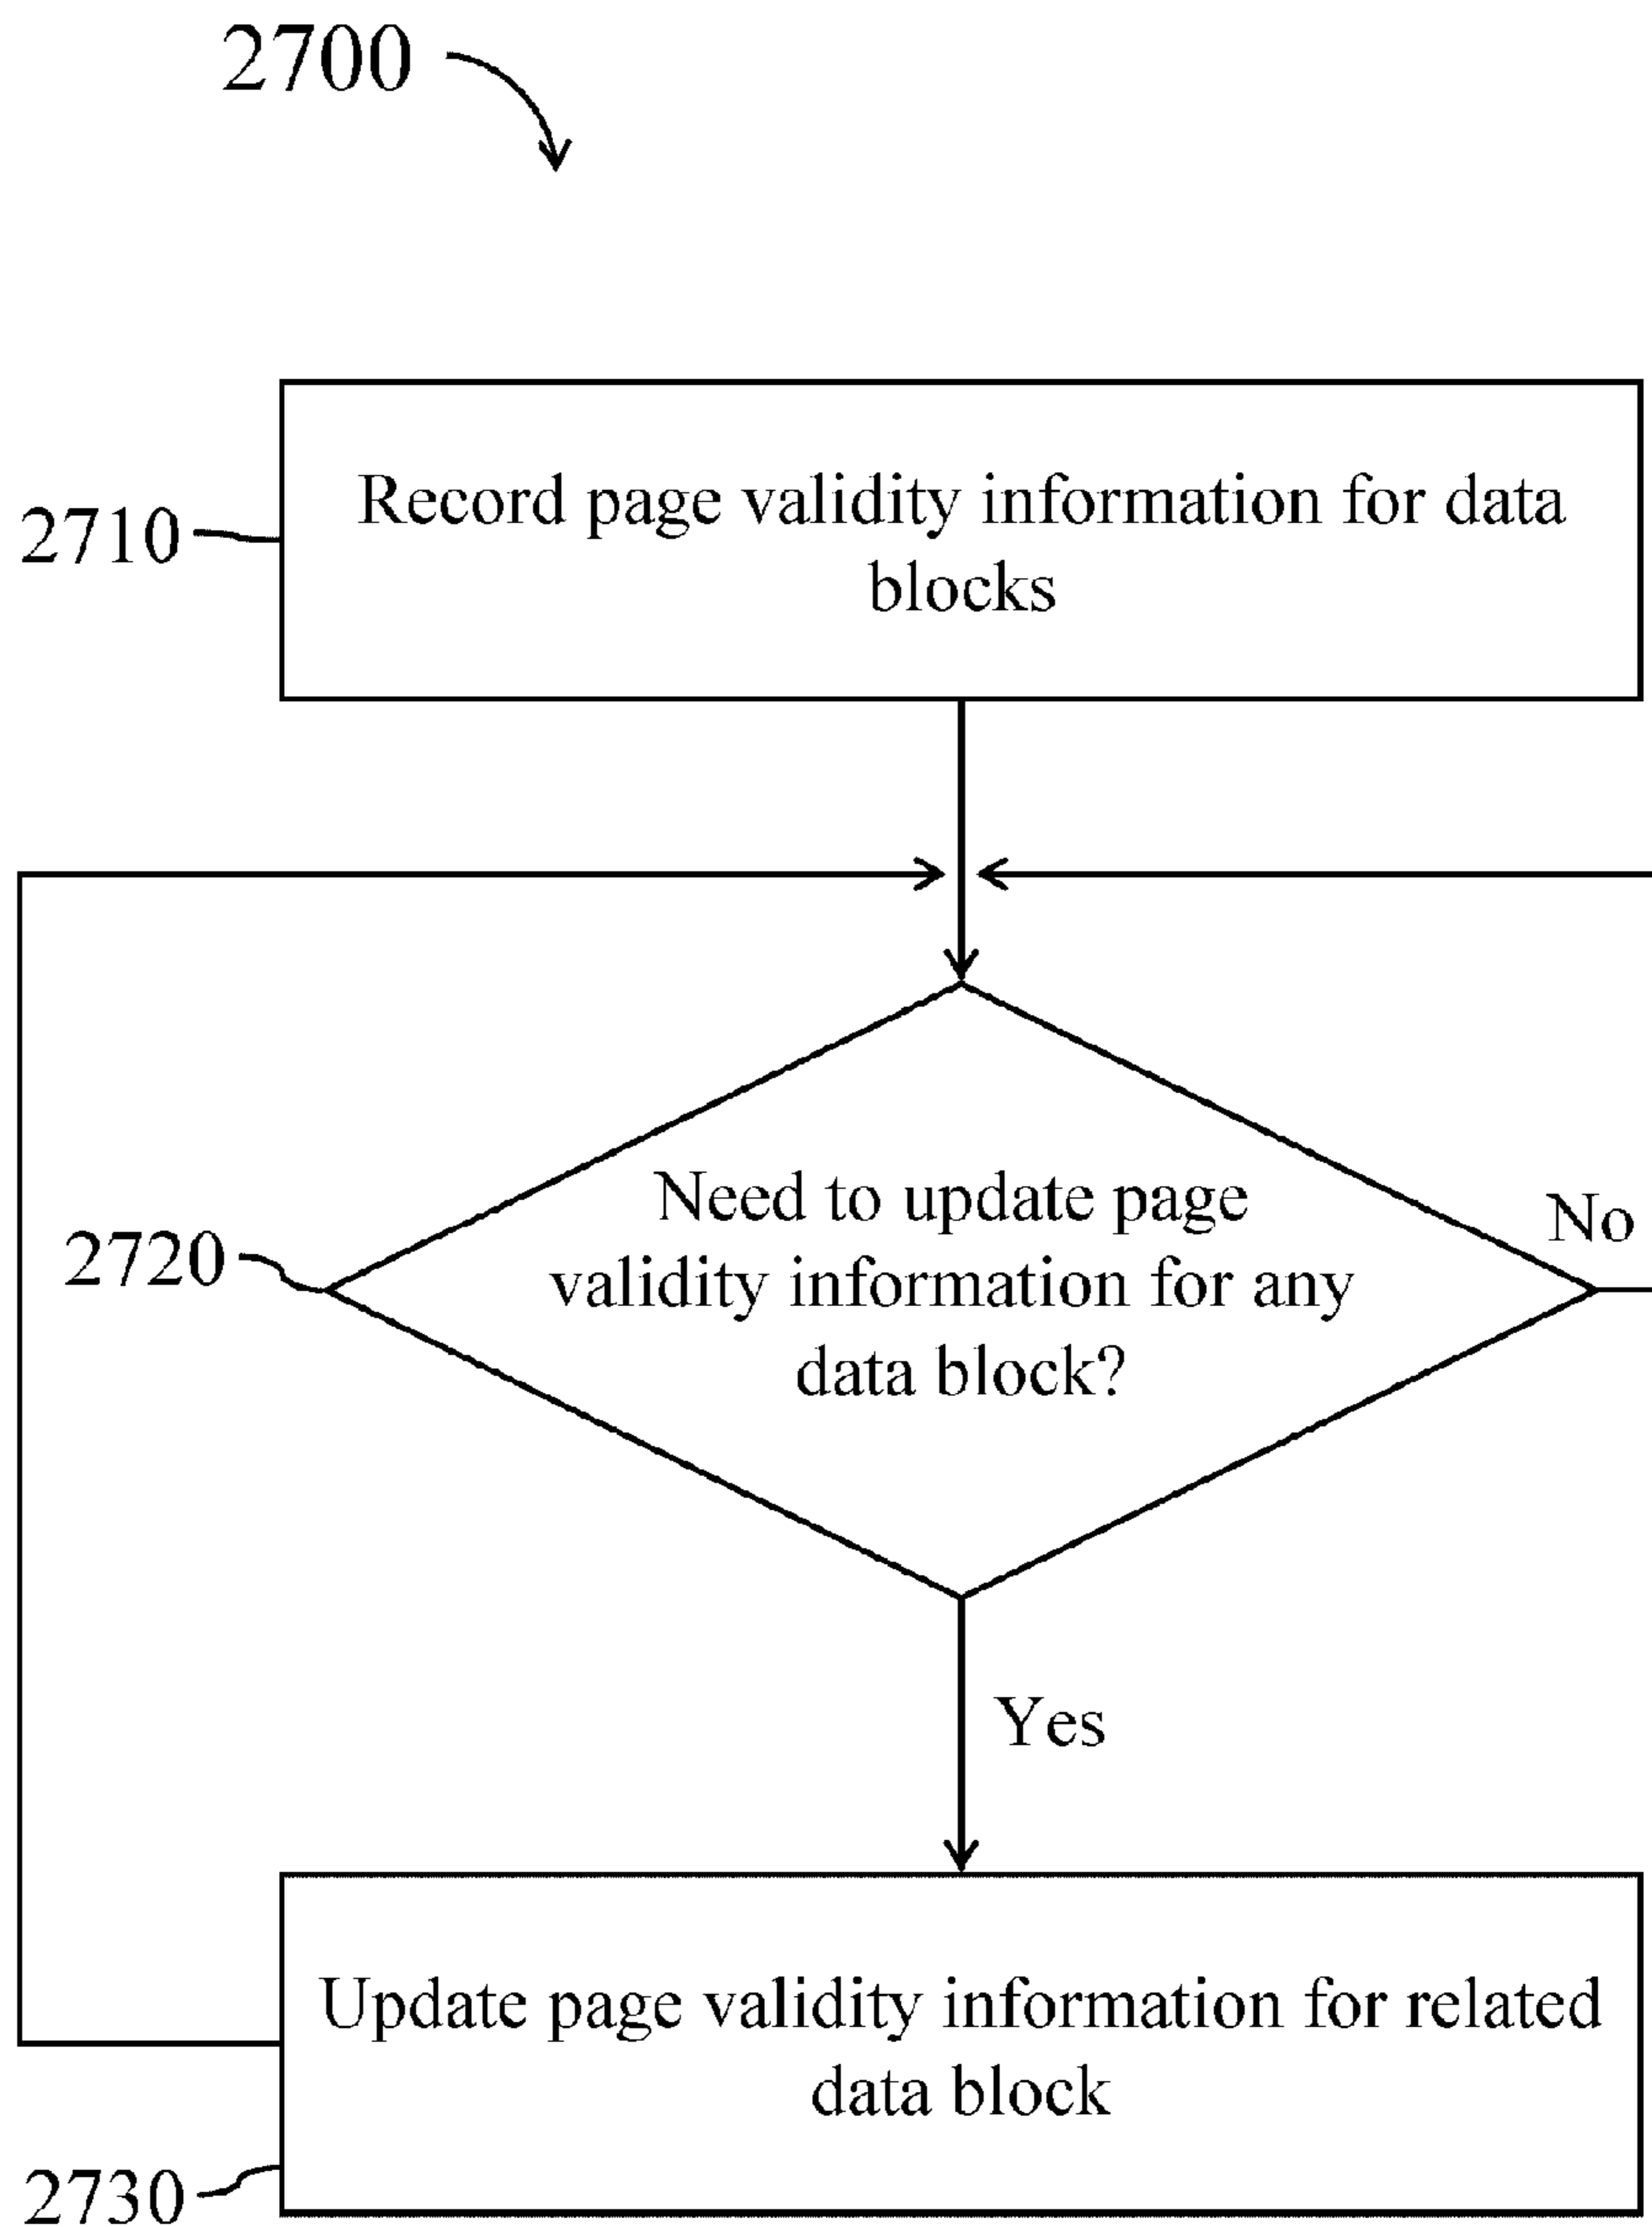 2700
2710
Record page validity information for data
blocks
2720
Need to update page
validity information for any
data block?
No
Yes
Update page validity information for related
data block
2730